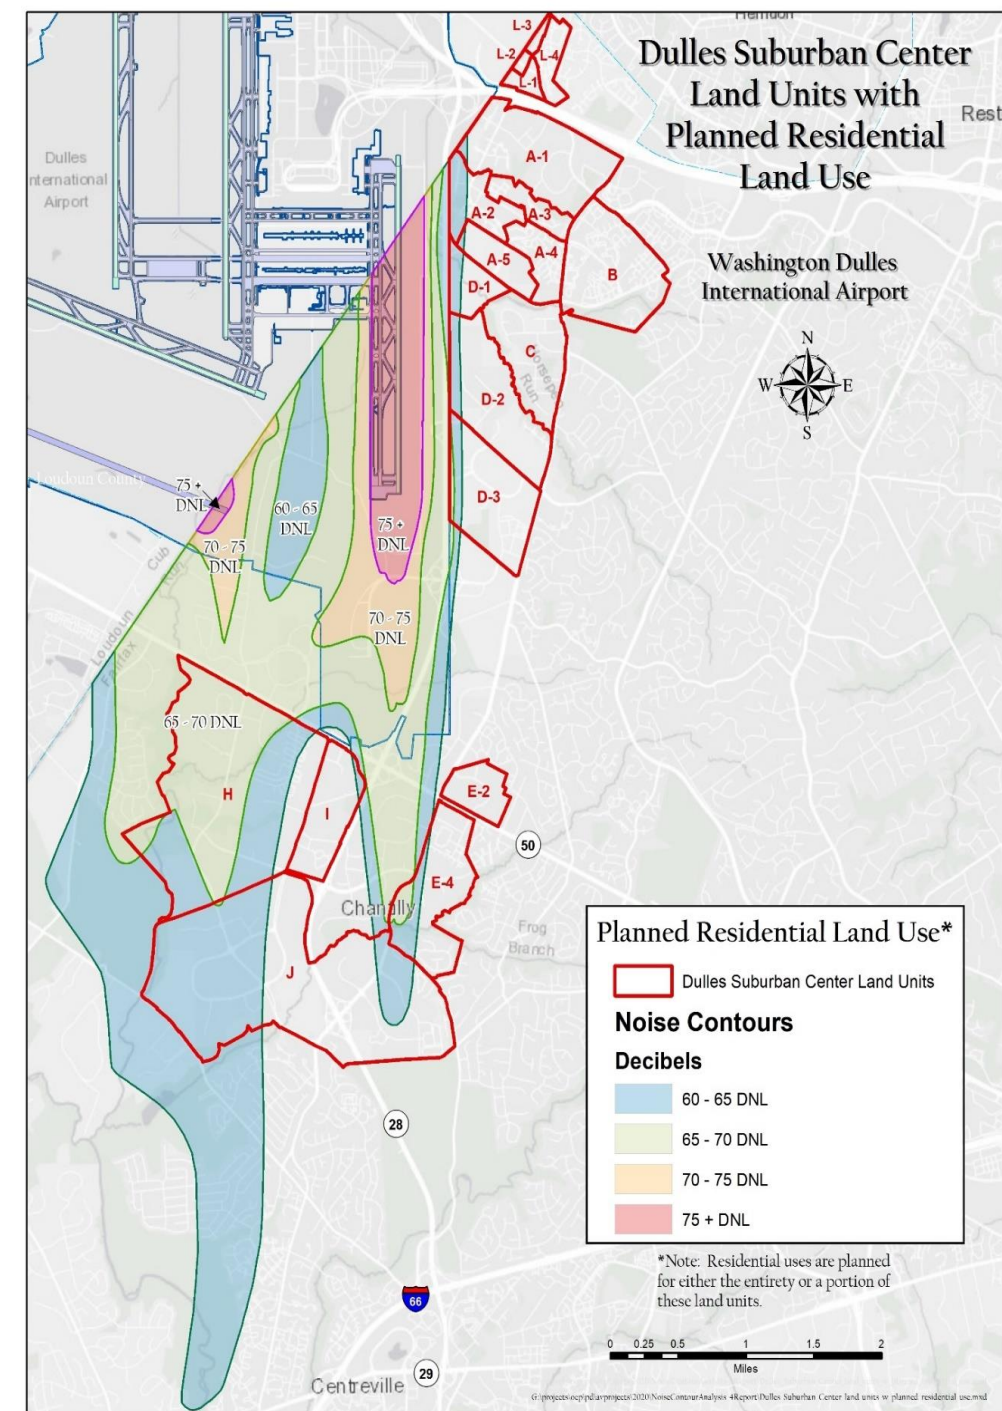 Herndon
Dulles Suburban Center
Land Units with
Planned Residential
Land Use
Rest
Washington Dulles
International Airport
N
W
E
S
Dulles
International
Airport
L-3
L-2
L-4
L-1
A-1
A-2
A-3
A-5
A-4
B
D-1
C
Horsepen
Run
D-2
D-3
Loudoun County
75 +
DNL
60 - 65
DNL
75 +
DNL
70 - 75
DNL
Cub
Run
70 - 75
DNL
Loudoun
Fairfax
65 - 70 DNL
H
I
E-2
50
E-4
Chantilly
Frog
Branch
J
28
66
Centreville
29
Planned Residential Land Use*
Dulles Suburban Center Land Units
Noise Contours
Decibels
60 - 65 DNL
65 - 70 DNL
70 - 75 DNL
75 + DNL
*Note: Residential uses are planned
for either the entirety or a portion of
these land units.
0 0.25 0.5 1 1.5 2
Miles